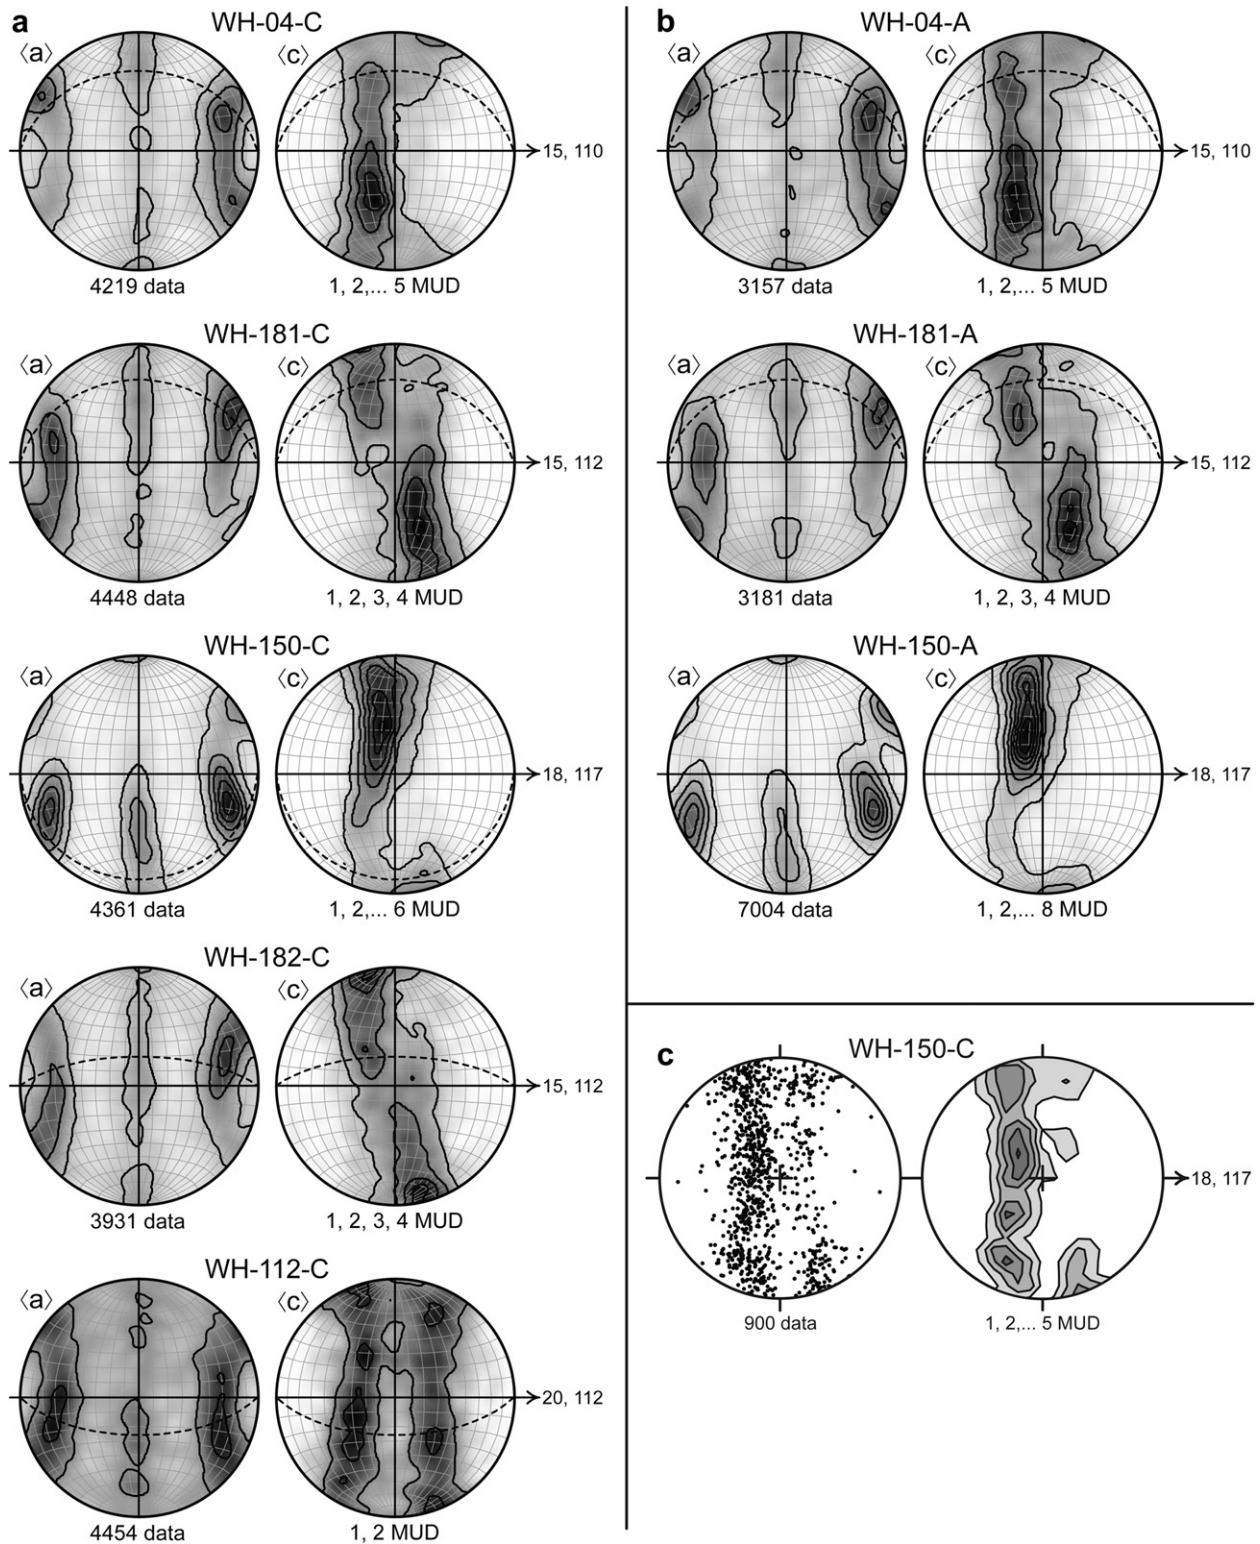 a
WH-04-C
⟨a⟩ ⟨c⟩
15, 110
4219 data 1, 2,... 5 MUD
WH-181-C
⟨a⟩ ⟨c⟩
15, 112
4448 data 1, 2, 3, 4 MUD
WH-150-C
⟨a⟩ ⟨c⟩
18, 117
4361 data 1, 2,... 6 MUD
WH-182-C
⟨a⟩ ⟨c⟩
15, 112
3931 data 1, 2, 3, 4 MUD
WH-112-C
⟨a⟩ ⟨c⟩
20, 112
4454 data 1, 2 MUD
b
WH-04-A
⟨a⟩ ⟨c⟩
15, 110
3157 data 1, 2,... 5 MUD
WH-181-A
⟨a⟩ ⟨c⟩
15, 112
3181 data 1, 2, 3, 4 MUD
WH-150-A
⟨a⟩ ⟨c⟩
18, 117
7004 data 1, 2,... 8 MUD
c
WH-150-C
18, 117
900 data 1, 2,... 5 MUD